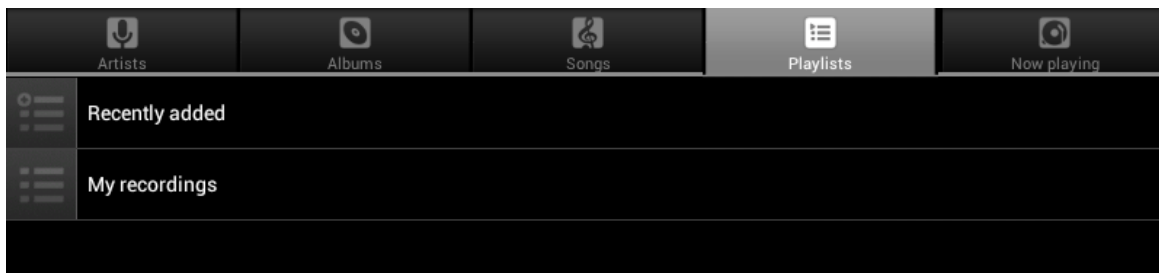 Artists Albums Songs Playlists Now playing
Recently added
My recordings